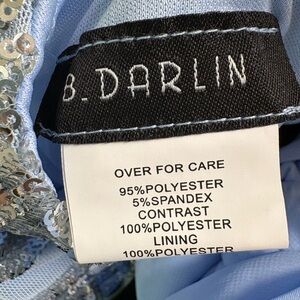 B. DARLIN
OVER FOR CARE
95%POLYESTER
5%SPANDEX
CONTRAST
100%POLYESTER
LINING
100%POLYESTER